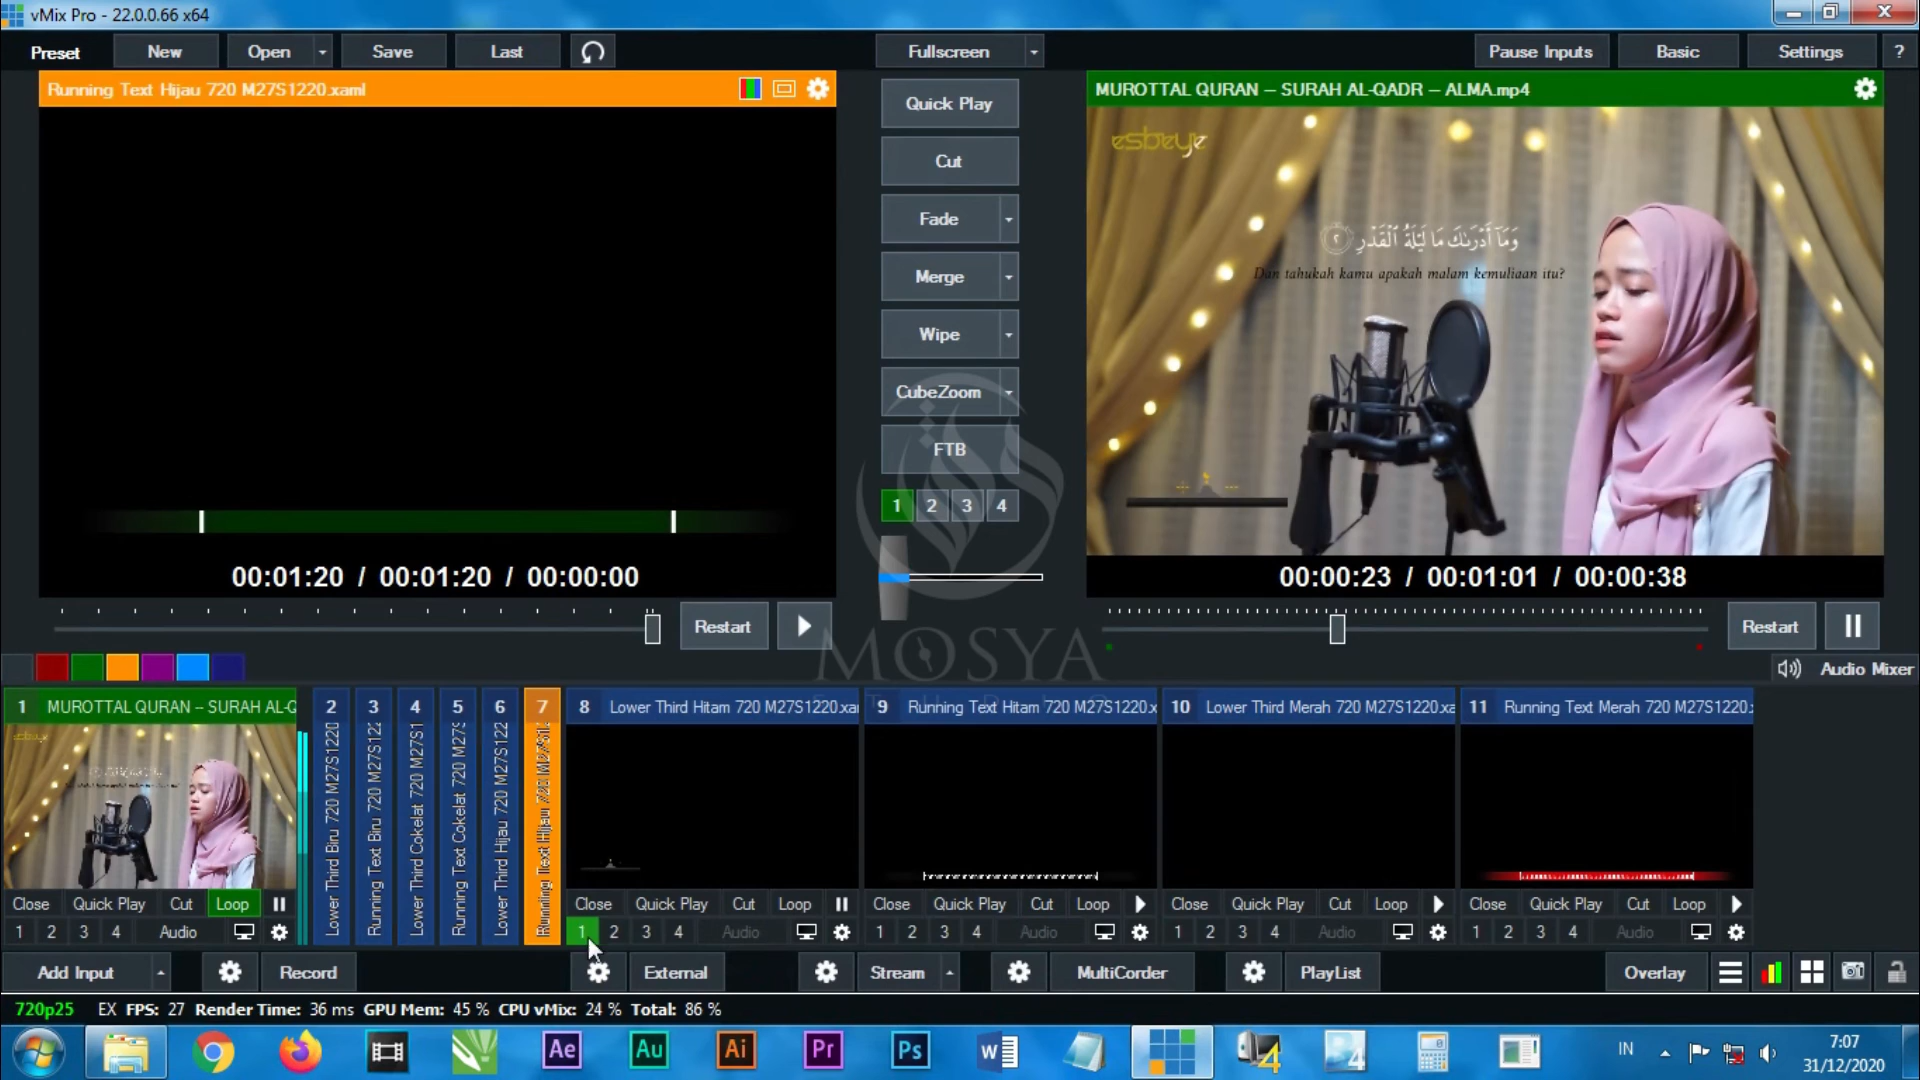 vMix Pro - 22.0.0.66 x64
Preset
New
Open
Save
Last
Fullscreen
Pause Inputs
Basic
Settings
?
Running Text Hijau 720 M27S1220.xaml
00:01:20 / 00:01:20 / 00:00:00
Restart
Quick Play
Cut
Fade
Merge
Wipe
CubeZoom
FTB
1 2 3 4
MOSYA
MUROTTAL QURAN – SURAH AL-QADR – ALMA.mp4
esbeye
وَمَآ أَدْرَىٰكَ مَا لَيْلَةُ ٱلْقَدْرِ ٢
Dan tahukah kamu apakah malam kemuliaan itu?
00:00:23 / 00:01:01 / 00:00:38
Restart
Audio Mixer
1 MUROTTAL QURAN – SURAH AL-Q
Close Quick Play Cut Loop
1 2 3 4 Audio
2 Lower Third Biru 720 M27S1220
3 Running Text Biru 720 M27S122
4 Lower Third Cokelat 720 M27S1
5 Running Text Cokelat 720 M27S
6 Lower Third Hijau 720 M27S122
7 Running Text Hijau 720 M27S1
8 Lower Third Hitam 720 M27S1220.xa
Close Quick Play Cut Loop
1 2 3 4 Audio
9 Running Text Hitam 720 M27S1220.x
Close Quick Play Cut Loop
1 2 3 4 Audio
10 Lower Third Merah 720 M27S1220.xa
Close Quick Play Cut Loop
1 2 3 4 Audio
11 Running Text Merah 720 M27S1220.
Close Quick Play Cut Loop
1 2 3 4 Audio
Add Input
Record
External
Stream
MultiCorder
PlayList
Overlay
720p25 EX FPS: 27 Render Time: 36 ms GPU Mem: 45 % CPU vMix: 24 % Total: 86 %
Ae
Au
Ai
Pr
Ps
W
4
4
IN
7:07
31/12/2020